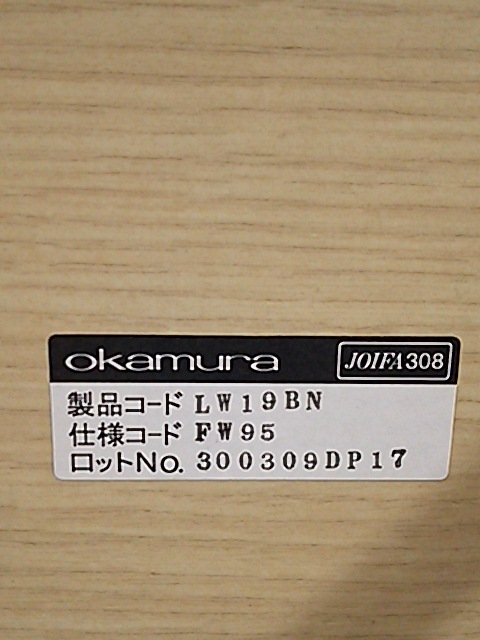 okamura JOIFA308
製品コード LW19BN
仕様コード FW95
ロットNo. 300309DP17